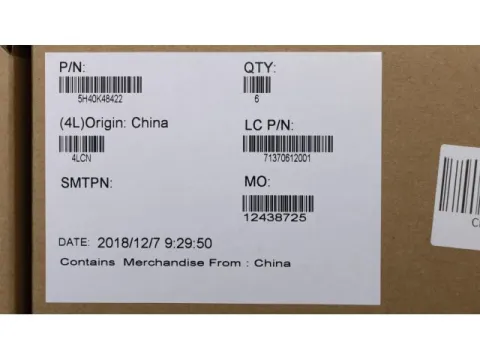 P/N:
5H40K48422
QTY:
6
(4L)Origin: China
4LCN
LC P/N:
71370612001
SMTPN:
MO:
12438725
DATE: 2018/12/7 9:29:50
Contains Merchandise From : China